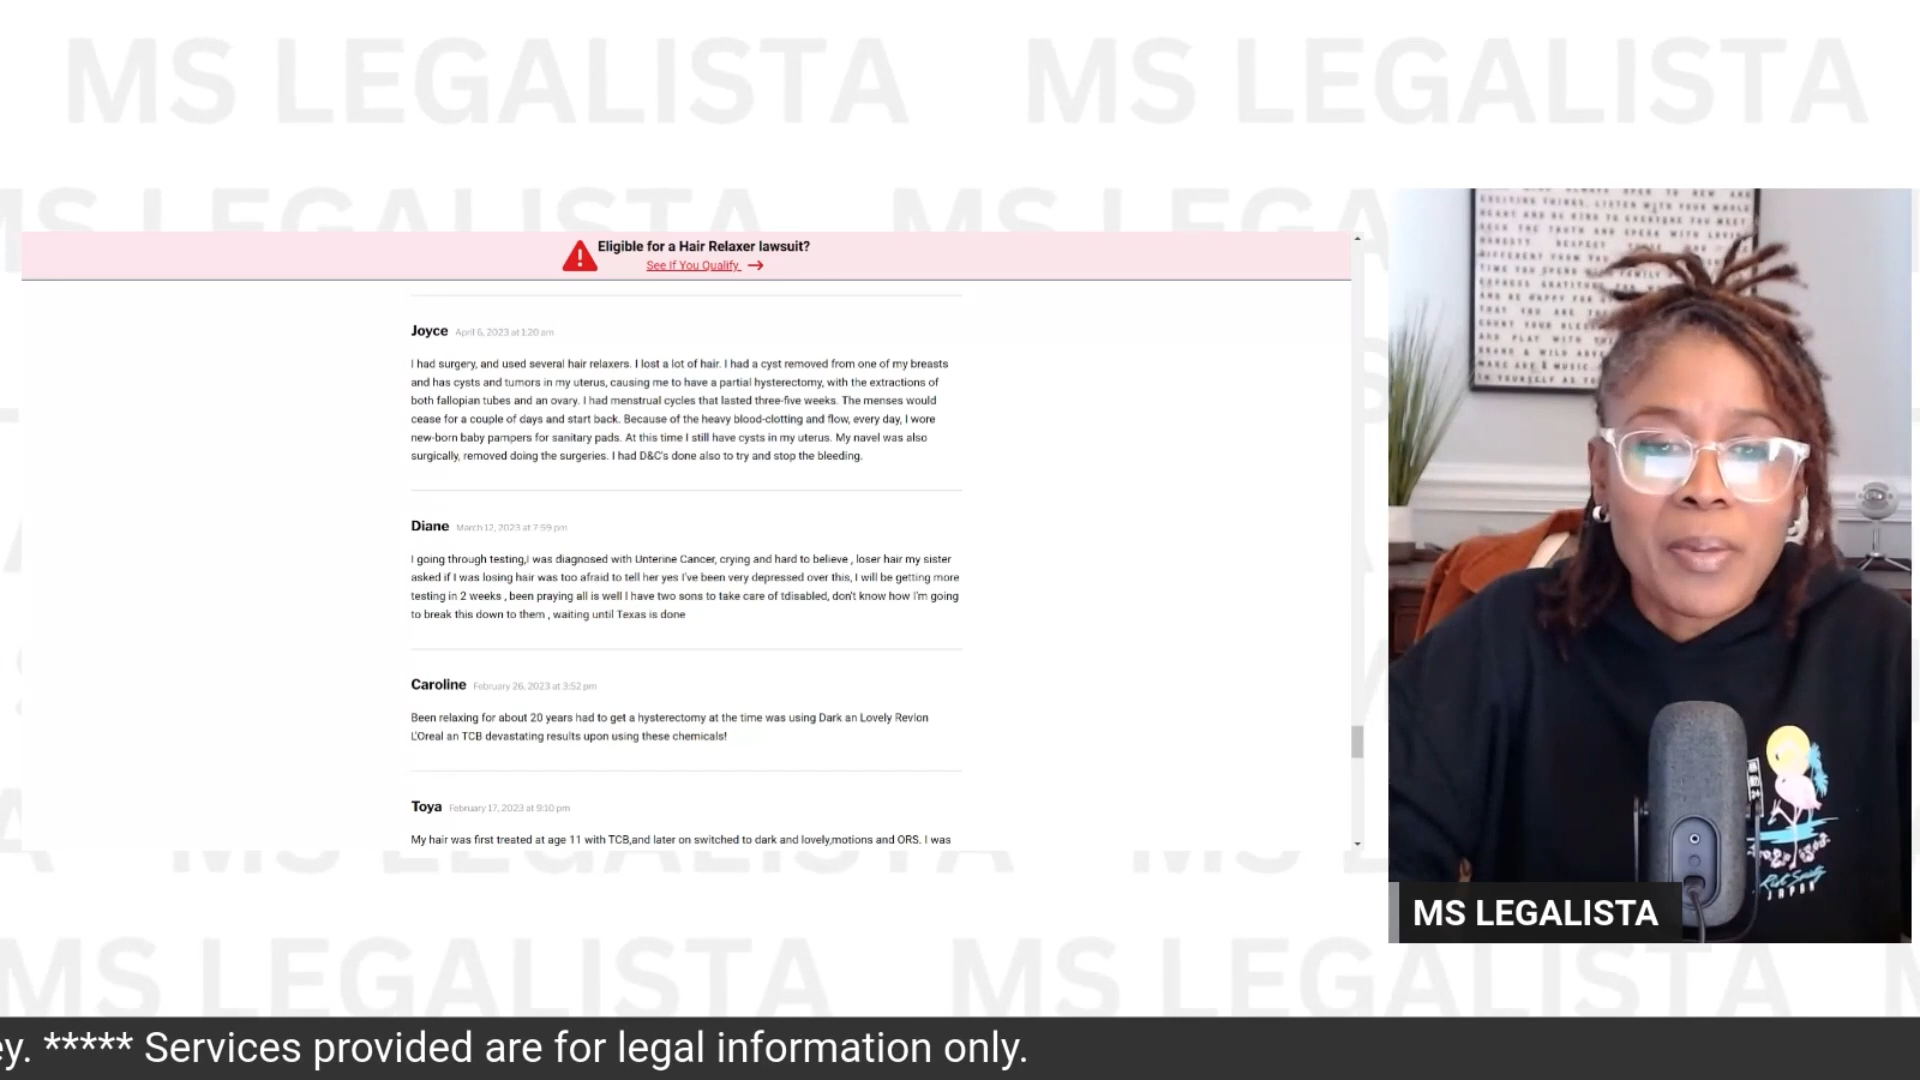 MS LEGALISTA MS LEGALISTA
MS LEGALISTA MS LEGA
Eligible for a Hair Relaxer lawsuit?
See If You Qualify →
Joyce April 6, 2023 at 1:20 am
I had surgery, and used several hair relaxers. I lost a lot of hair. I had a cyst removed from one of my breasts
and has cysts and tumors in my uterus, causing me to have a partial hysterectomy, with the extractions of
both fallopian tubes and an ovary. I had menstrual cycles that lasted three-five weeks. The menses would
cease for a couple of days and start back. Because of the heavy blood-clotting and flow, every day, I wore
new-born baby pampers for sanitary pads. At this time I still have cysts in my uterus. My navel was also
surgically, removed doing the surgeries. I had D&C's done also to try and stop the bleeding.
Diane March 12, 2023 at 7:59 pm
I going through testing,I was diagnosed with Unterine Cancer, crying and hard to believe , loser hair my sister
asked if I was losing hair was too afraid to tell her yes I've been very depressed over this, I will be getting more
testing in 2 weeks , been praying all is well I have two sons to take care of tdisabled, don't know how I'm going
to break this down to them , waiting until Texas is done
Caroline February 26, 2023 at 3:52 pm
Been relaxing for about 20 years had to get a hysterectomy at the time was using Dark an Lovely Revlon
L'Oreal an TCB devastating results upon using these chemicals!
Toya February 17, 2023 at 9:10 pm
My hair was first treated at age 11 with TCB,and later on switched to dark and lovely,motions and ORS. I was
MS LEGALISTA
MS LEGALISTA MS LEGALISTA
JAPAN
ey. ***** Services provided are for legal information only.